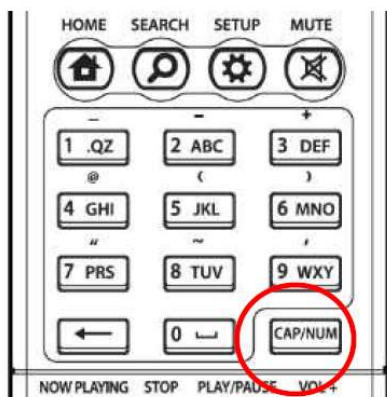 HOME SEARCH SETUP MUTE
_ - +
1 .QZ 2 ABC 3 DEF
@ ( )
4 GHI 5 JKL 6 MNO
" ~ ,
7 PRS 8 TUV 9 WXY
← 0 ⎵ CAP/NUM
NOW PLAYING STOP PLAY/PAUSE VOL +